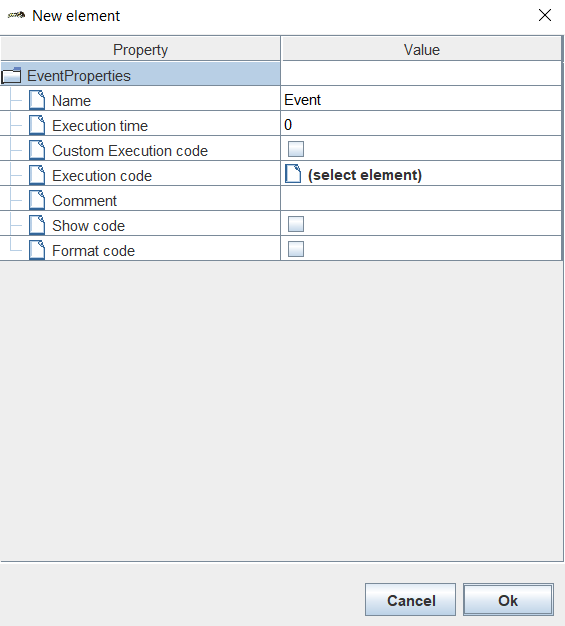 New element
Property Value
EventProperties
Name Event
Execution time 0
Custom Execution code
Execution code (select element)
Comment
Show code
Format code
Cancel Ok